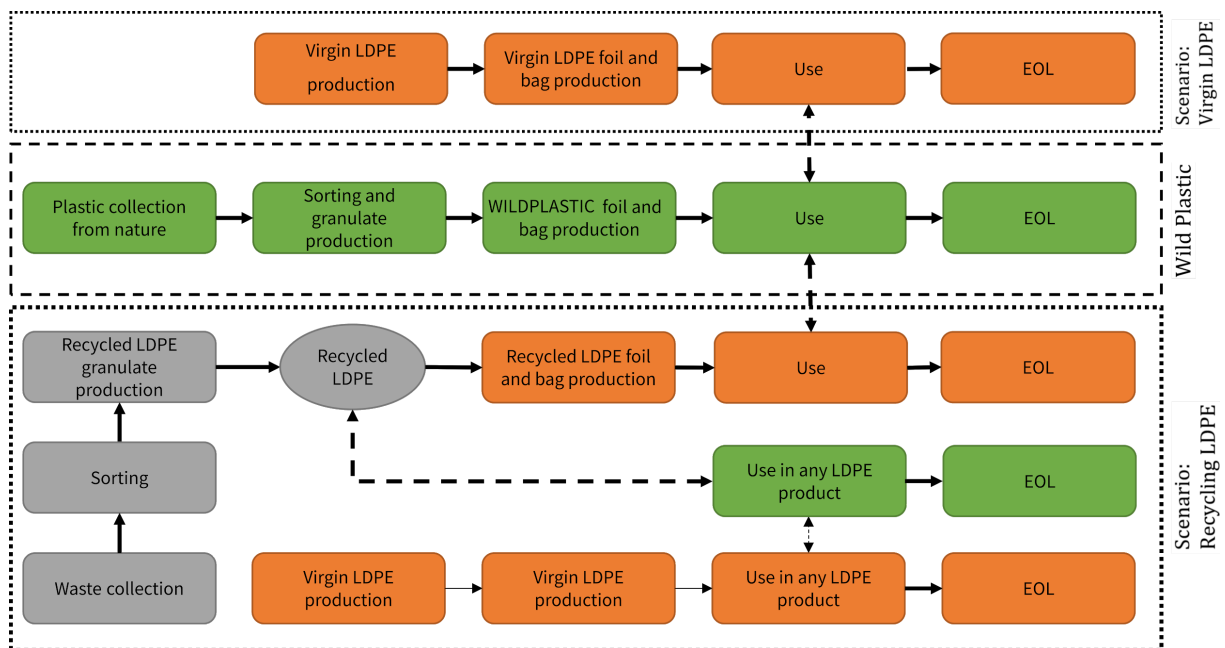 Virgin LDPE
production
Virgin LDPE foil and
bag production
Use
EOL
Scenario:
Virgin LDPE
Plastic collection
from nature
Sorting and
granulate
production
WILDPLASTIC foil and
bag production
Use
EOL
Wild Plastic
Recycled LDPE
granulate
production
Recycled
LDPE
Recycled LDPE foil
and bag production
Use
EOL
Sorting
Use in any LDPE
product
EOL
Scenario:
Recycling LDPE
Waste collection
Virgin LDPE
production
Virgin LDPE
production
Use in any LDPE
product
EOL